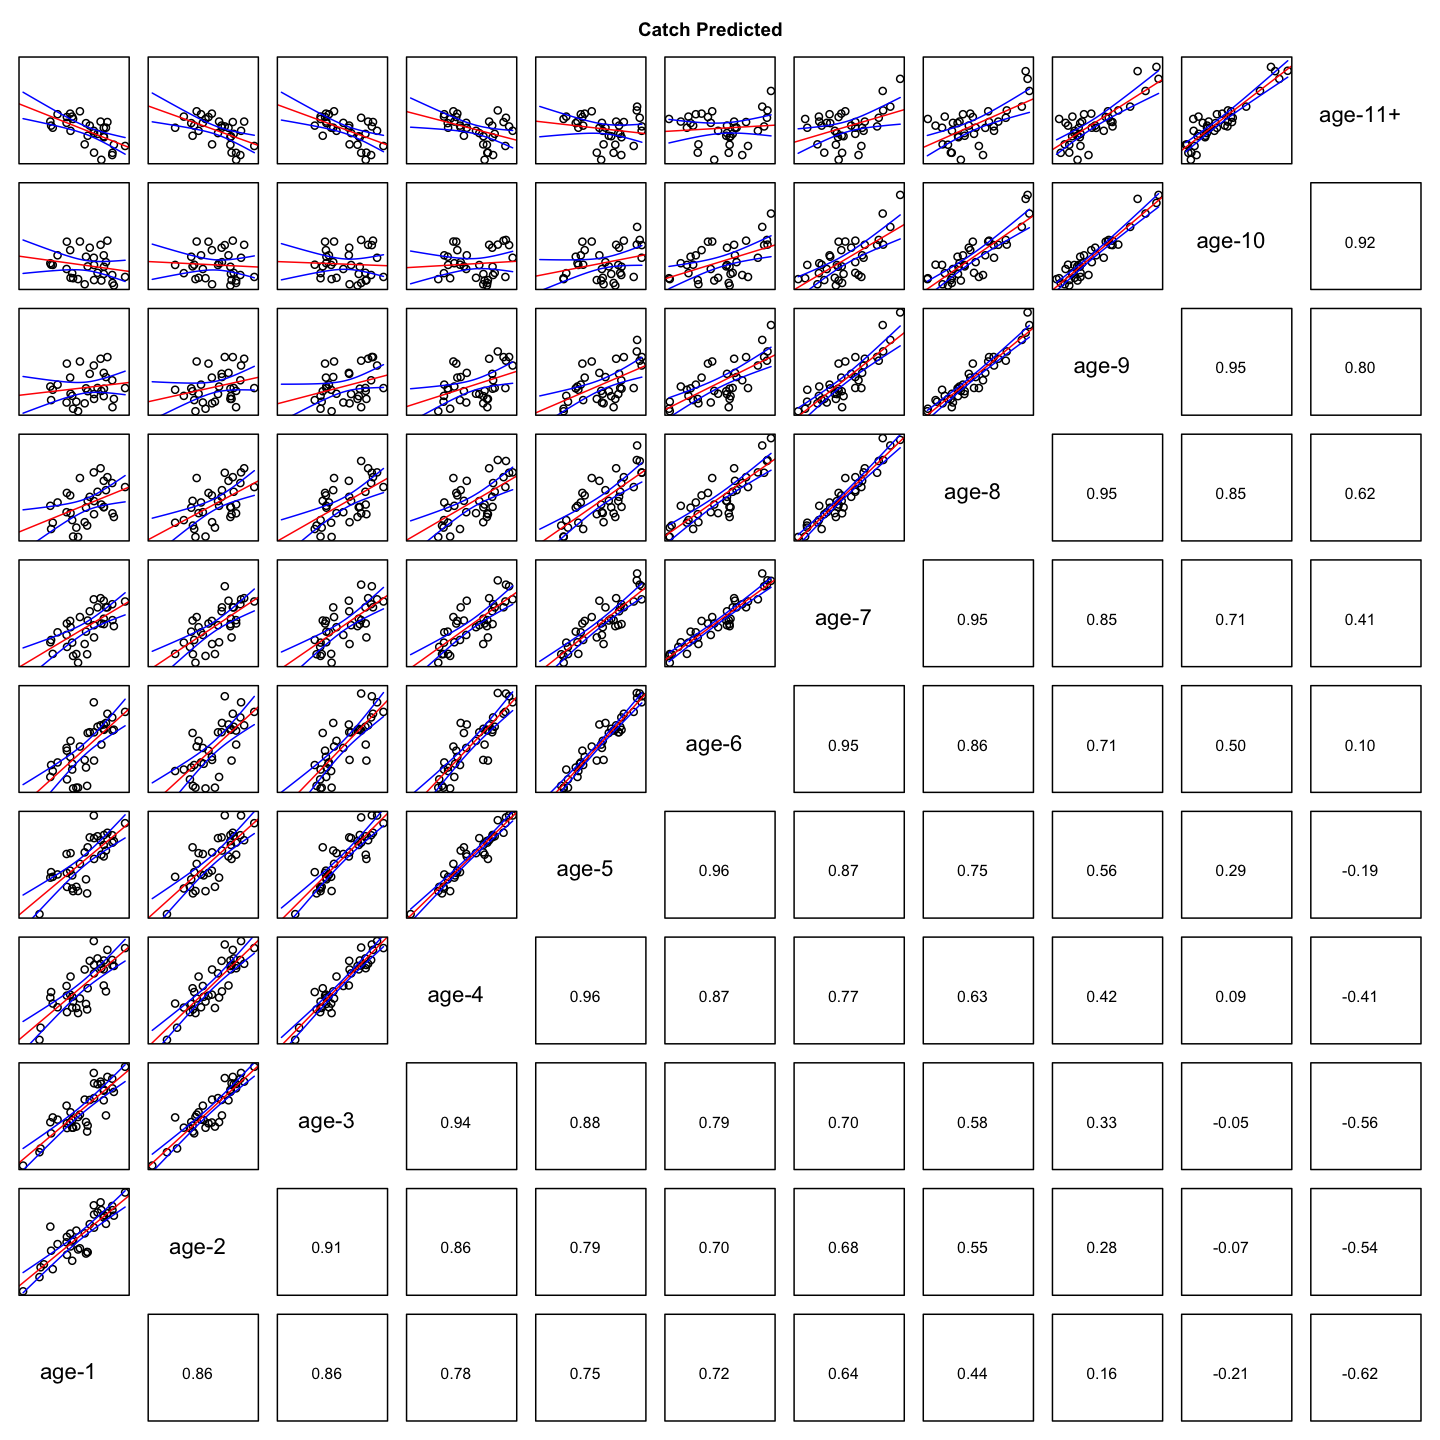 Catch Predicted
age-11+
age-10 0.92
age-9 0.95 0.80
age-8 0.95 0.85 0.62
age-7 0.95 0.85 0.71 0.41
age-6 0.95 0.86 0.71 0.50 0.10
age-5 0.96 0.87 0.75 0.56 0.29 -0.19
age-4 0.96 0.87 0.77 0.63 0.42 0.09 -0.41
age-3 0.94 0.88 0.79 0.70 0.58 0.33 -0.05 -0.56
age-2 0.91 0.86 0.79 0.70 0.68 0.55 0.28 -0.07 -0.54
age-1 0.86 0.86 0.78 0.75 0.72 0.64 0.44 0.16 -0.21 -0.62